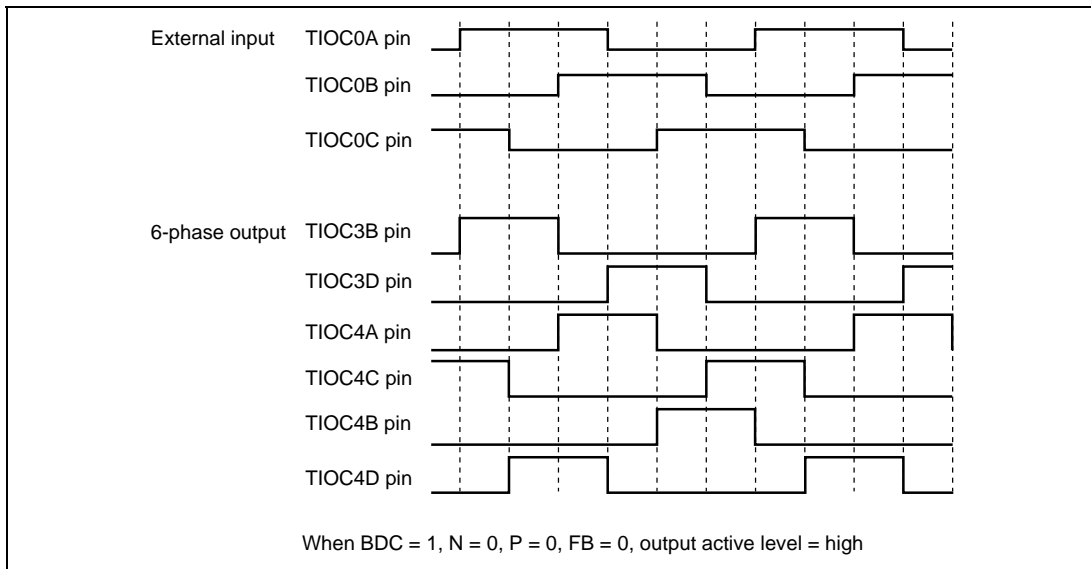 External input TIOC0A pin
TIOC0B pin
TIOC0C pin
6-phase output TIOC3B pin
TIOC3D pin
TIOC4A pin
TIOC4C pin
TIOC4B pin
TIOC4D pin
When BDC = 1, N = 0, P = 0, FB = 0, output active level = high